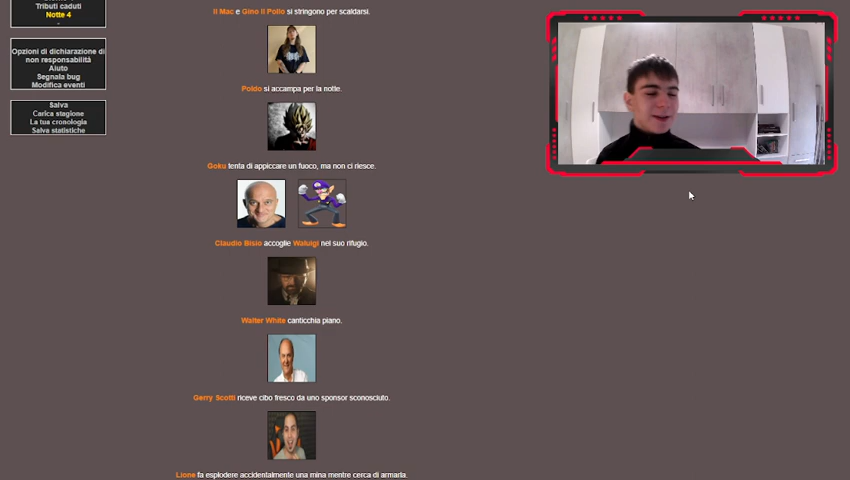 Tributi caduti
Notte 4
Opzioni di dichiarazione di
non responsabilità
Aiuto
Segnala bug
Modifica eventi
Salva
Carica stagione
La tua cronologia
Salva statistiche
Il Mac e Gino Il Pollo si stringono per scaldarsi.
Poldo si accampa per la notte.
Goku tenta di appiccare un fuoco, ma non ci riesce.
Claudio Bisio accoglie Waluigi nel suo rifugio.
Walter White canticchia piano.
Gerry Scotti riceve cibo fresco da uno sponsor sconosciuto.
Lione fa esplodere accidentalmente una mina mentre cerca di armarla.